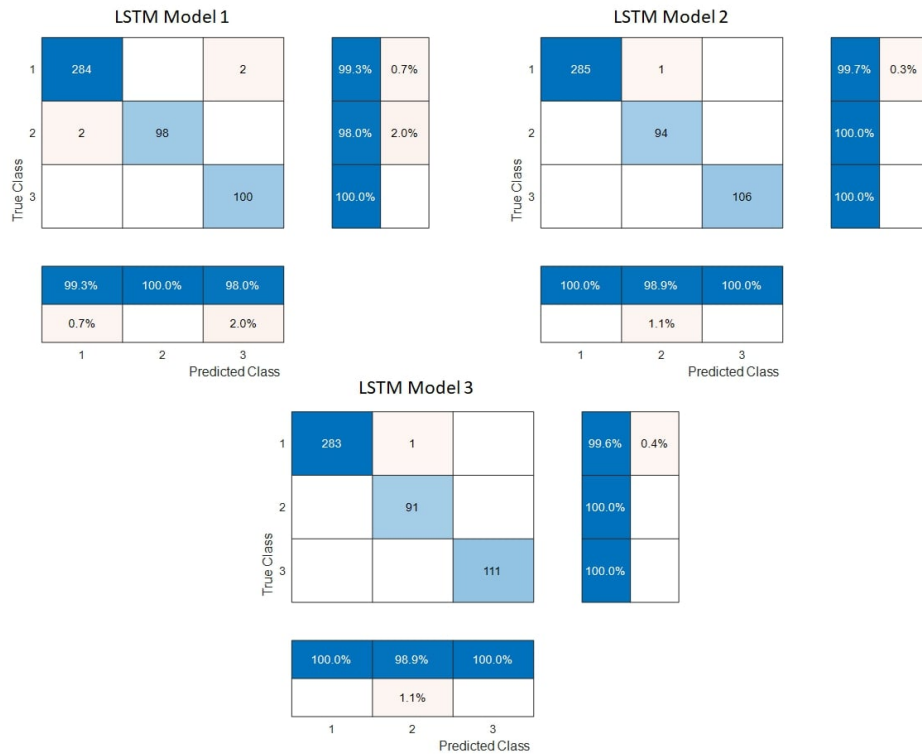 LSTM Model 1
1 284 2 99.3% 0.7%
2 2 98 98.0% 2.0%
3 100 100.0%
True Class
99.3% 100.0% 98.0%
0.7% 2.0%
1 2 3
Predicted Class
LSTM Model 2
1 285 1 99.7% 0.3%
2 94 100.0%
3 106 100.0%
True Class
100.0% 98.9% 100.0%
1.1%
1 2 3
Predicted Class
LSTM Model 3
1 283 1 99.6% 0.4%
2 91 100.0%
3 111 100.0%
True Class
100.0% 98.9% 100.0%
1.1%
1 2 3
Predicted Class